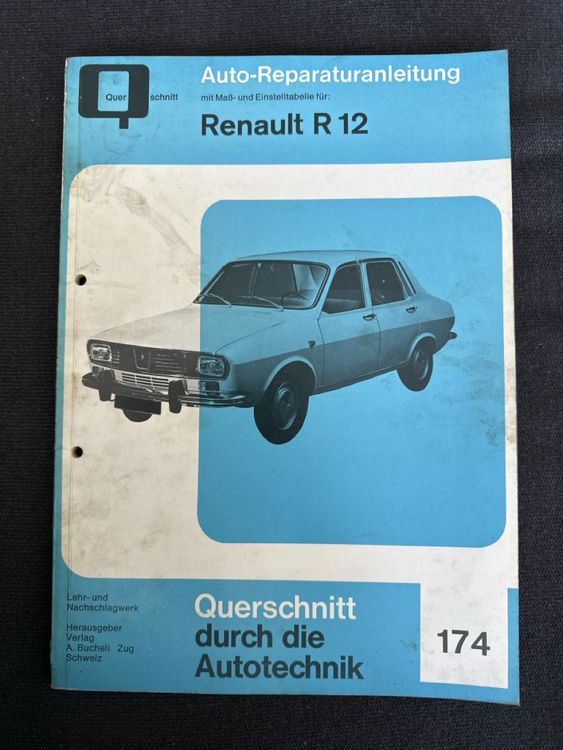 Quer schnitt
Auto-Reparaturanleitung
mit Maß- und Einstelltabelle für:
Renault R 12
Lehr- und
Nachschlagwerk
Herausgeber
Verlag
A. Bucheli Zug
Schweiz
Querschnitt
durch die
Autotechnik
174